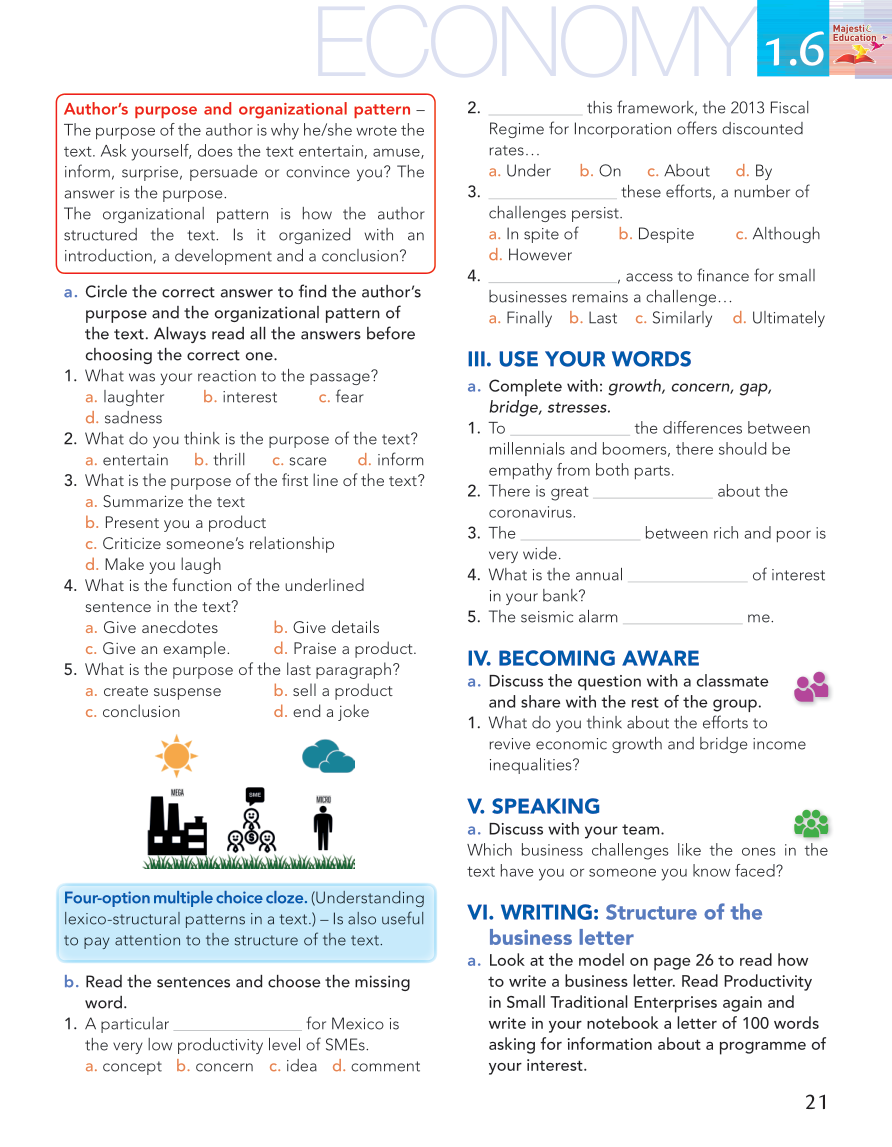 ECONOMY
1.6
Majestic
Education
Author's purpose and organizational pattern –
The purpose of the author is why he/she wrote the
text. Ask yourself, does the text entertain, amuse,
inform, surprise, persuade or convince you? The
answer is the purpose.
The organizational pattern is how the author
structured the text. Is it organized with an
introduction, a development and a conclusion?
a. Circle the correct answer to find the author's
purpose and the organizational pattern of
the text. Always read all the answers before
choosing the correct one.
1. What was your reaction to the passage?
a. laughter b. interest c. fear
d. sadness
2. What do you think is the purpose of the text?
a. entertain b. thrill c. scare d. inform
3. What is the purpose of the first line of the text?
a. Summarize the text
b. Present you a product
c. Criticize someone's relationship
d. Make you laugh
4. What is the function of the underlined
sentence in the text?
a. Give anecdotes b. Give details
c. Give an example. d. Praise a product.
5. What is the purpose of the last paragraph?
a. create suspense b. sell a product
c. conclusion d. end a joke
MEGA
SME
MICRO
$
Four-option multiple choice cloze. (Understanding
lexico-structural patterns in a text.) – Is also useful
to pay attention to the structure of the text.
b. Read the sentences and choose the missing
word.
1. A particular ______________ for Mexico is
the very low productivity level of SMEs.
a. concept b. concern c. idea d. comment
2. __________ this framework, the 2013 Fiscal
Regime for Incorporation offers discounted
rates…
a. Under b. On c. About d. By
3. ______________ these efforts, a number of
challenges persist.
a. In spite of b. Despite c. Although
d. However
4. ______________, access to finance for small
businesses remains a challenge…
a. Finally b. Last c. Similarly d. Ultimately
III. USE YOUR WORDS
a. Complete with: growth, concern, gap,
bridge, stresses.
1. To _____________ the differences between
millennials and boomers, there should be
empathy from both parts.
2. There is great _____________ about the
coronavirus.
3. The _____________ between rich and poor is
very wide.
4. What is the annual _____________ of interest
in your bank?
5. The seismic alarm _____________ me.
IV. BECOMING AWARE
a. Discuss the question with a classmate
and share with the rest of the group.
1. What do you think about the efforts to
revive economic growth and bridge income
inequalities?
V. SPEAKING
a. Discuss with your team.
Which business challenges like the ones in the
text have you or someone you know faced?
VI. WRITING: Structure of the
business letter
a. Look at the model on page 26 to read how
to write a business letter. Read Productivity
in Small Traditional Enterprises again and
write in your notebook a letter of 100 words
asking for information about a programme of
your interest.
21